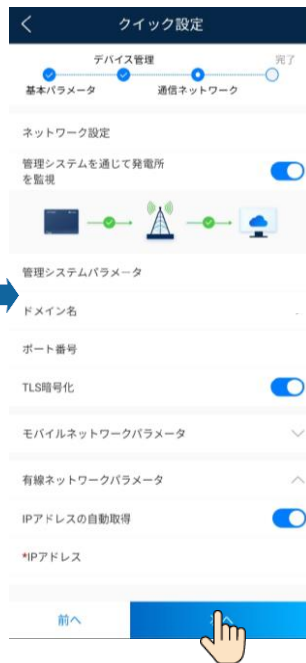 クイック設定
デバイス管理
完了
基本パラメータ
通信ネットワーク
ネットワーク設定
管理システムを通じて発電所
を監視
管理システムパラメータ
ドメイン名
ポート番号
TLS暗号化
モバイルネットワークパラメータ
有線ネットワークパラメータ
IPアドレスの自動取得
*IPアドレス
前へ